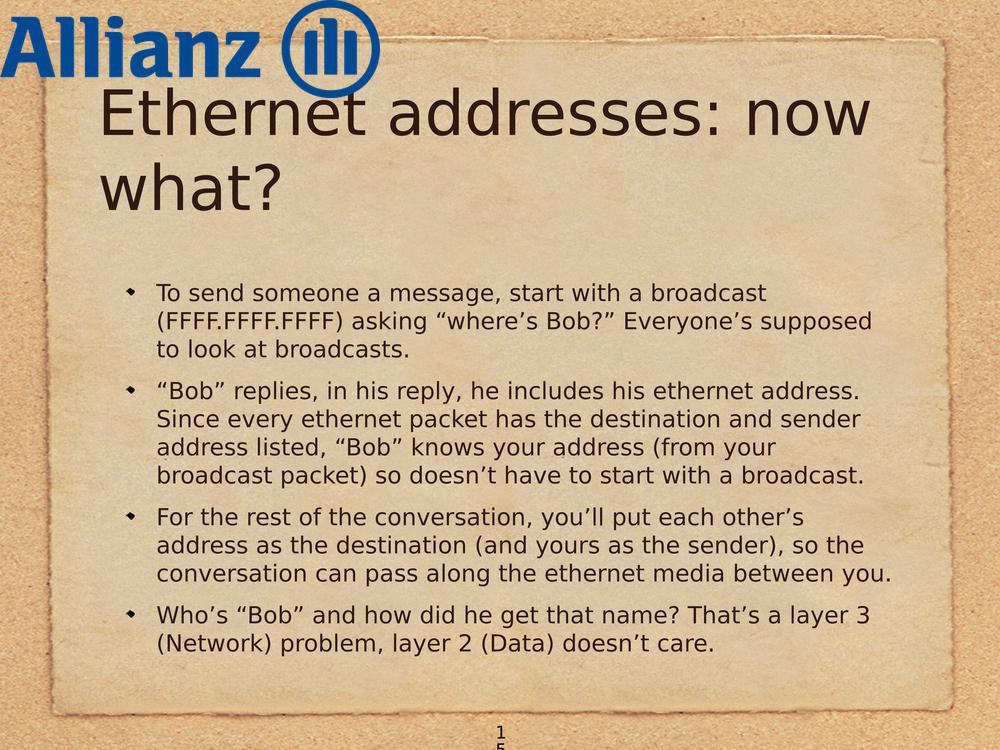 Allianz
Ethernet addresses: now
what?
To send someone a message, start with a broadcast
(FFFF.FFFF.FFFF) asking “where’s Bob?” Everyone’s supposed
to look at broadcasts.
“Bob” replies, in his reply, he includes his ethernet address.
Since every ethernet packet has the destination and sender
address listed, “Bob” knows your address (from your
broadcast packet) so doesn’t have to start with a broadcast.
For the rest of the conversation, you’ll put each other’s
address as the destination (and yours as the sender), so the
conversation can pass along the ethernet media between you.
Who’s “Bob” and how did he get that name? That’s a layer 3
(Network) problem, layer 2 (Data) doesn’t care.
1
5